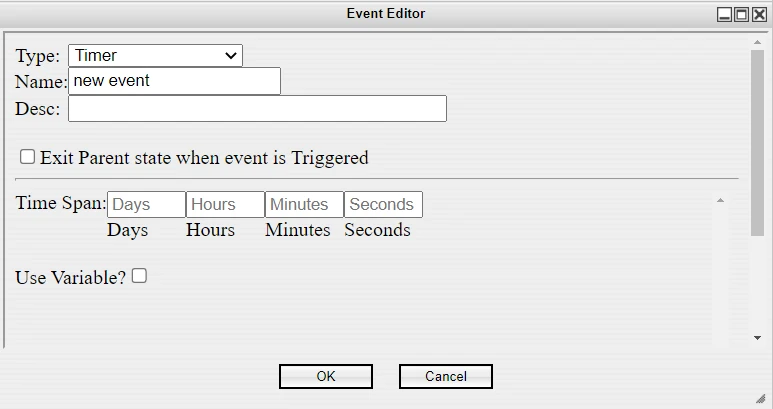 Event Editor
Type: Timer
Name: new event
Desc:
Exit Parent state when event is Triggered
Time Span: Days Hours Minutes Seconds
Days Hours Minutes Seconds
Use Variable?
OK Cancel